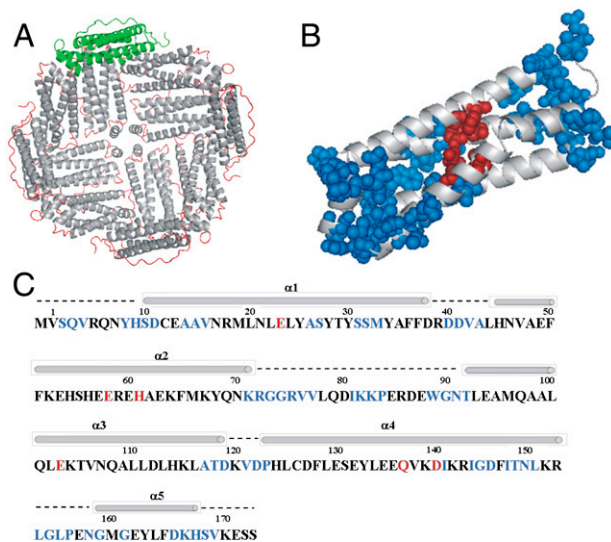 A
B
C
α1
1 10 20 30 40 50
MVSQVRQNYHSDCEAAVNRMLNLELYASYTYSSMYAFFDRDDVALHNVAEF
α2
60 70 80 90 100
FKEHSHEEREHAEKFMKYQNKRGGRVVLQDIKKPERDEWGNTLEAMQAAL
α3 α4
110 120 130 140 150
QLEKTVNQALLDLHKLATDKVDPHLCDFLESEYLEEQVKDIKRIGDFITNLKR
α5
160 170
LGLPENGMGEYLFDKHSVKESS